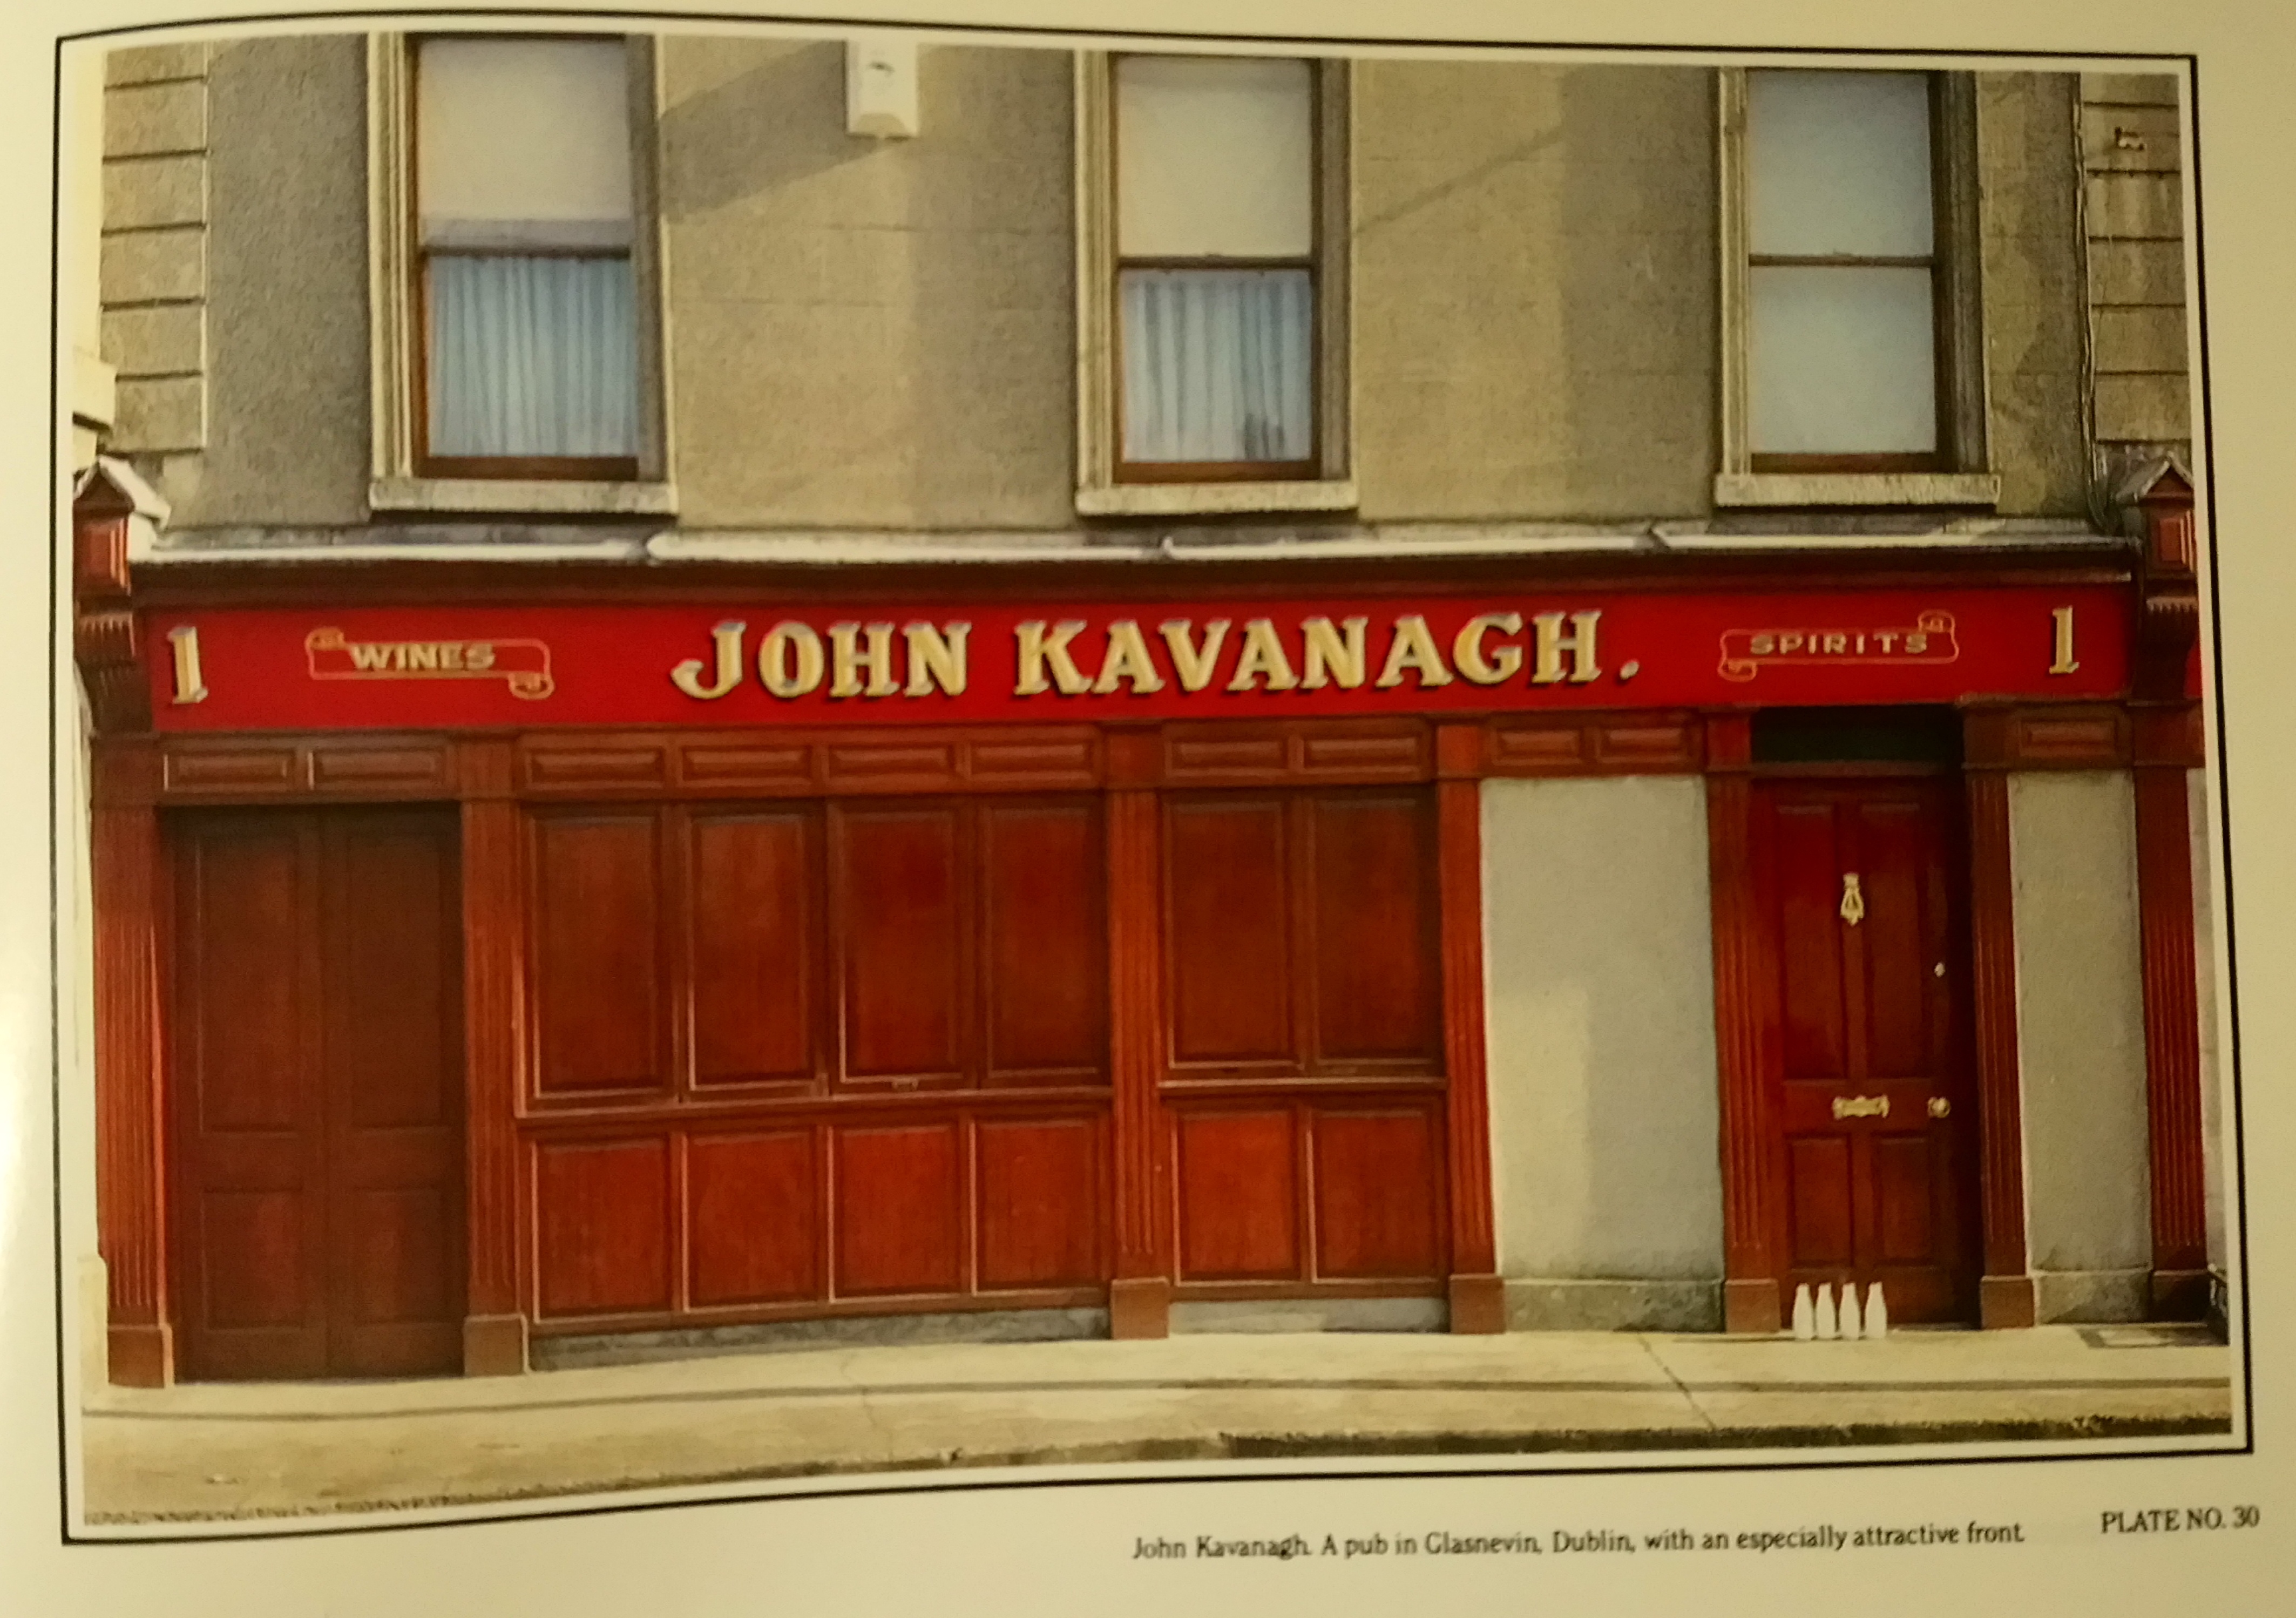 1 WINES JOHN KAVANAGH. SPIRITS 1
John Kavanagh. A pub in Glasnevin, Dublin, with an especially attractive front.
PLATE NO. 30